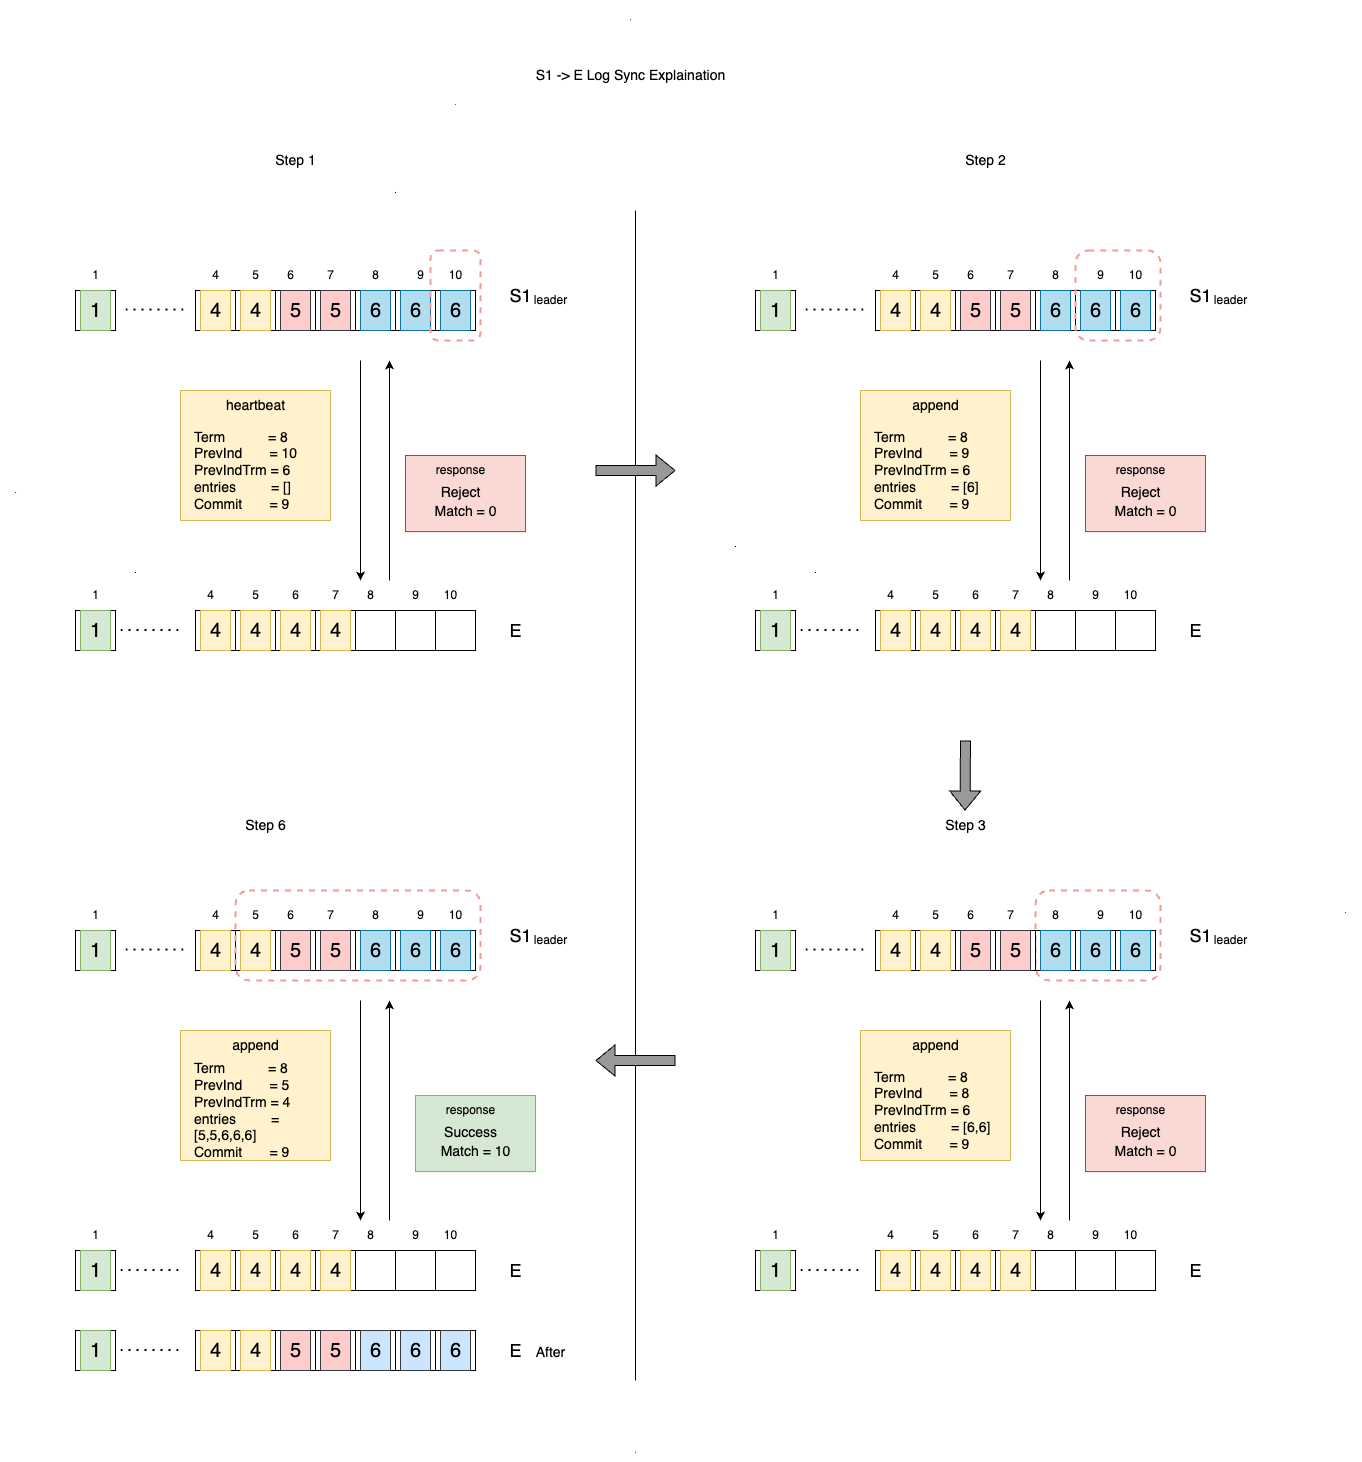 S1 -> E Log Sync Explaination
Step 1
1 4 5 6 7 8 9 10
1 ········ 4 4 5 5 6 6 6
S1 leader
heartbeat
Term = 8
PrevInd = 10
PrevIndTrm = 6
entries = []
Commit = 9
response
Reject
Match = 0
1 4 5 6 7 8 9 10
1 ········ 4 4 4 4
E
Step 2
1 4 5 6 7 8 9 10
1 ········ 4 4 5 5 6 6 6
S1 leader
append
Term = 8
PrevInd = 9
PrevIndTrm = 6
entries = [6]
Commit = 9
response
Reject
Match = 0
1 4 5 6 7 8 9 10
1 ········ 4 4 4 4
E
Step 3
1 4 5 6 7 8 9 10
1 ········ 4 4 5 5 6 6 6
S1 leader
append
Term = 8
PrevInd = 8
PrevIndTrm = 6
entries = [6,6]
Commit = 9
response
Reject
Match = 0
1 4 5 6 7 8 9 10
1 ········ 4 4 4 4
E
Step 6
1 4 5 6 7 8 9 10
1 ········ 4 4 5 5 6 6 6
S1 leader
append
Term = 8
PrevInd = 5
PrevIndTrm = 4
entries =
[5,5,6,6,6]
Commit = 9
response
Success
Match = 10
1 4 5 6 7 8 9 10
1 ········ 4 4 4 4
E
1 ········ 4 4 5 5 6 6 6
E After